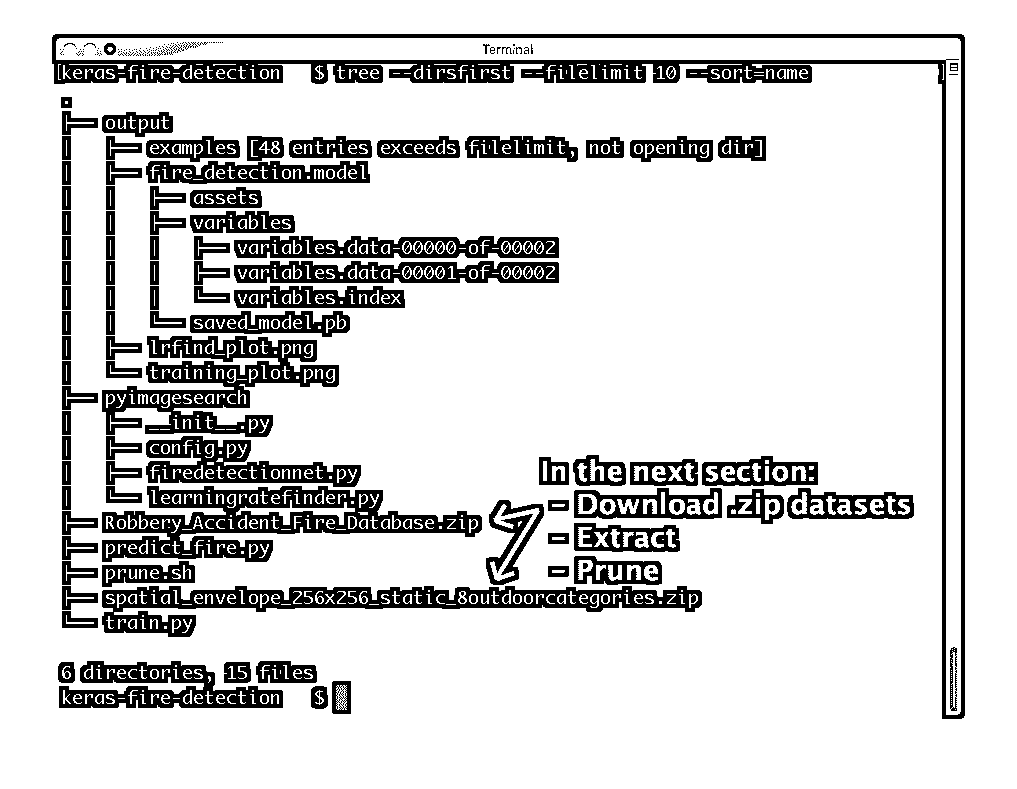 Terminal
[keras-fire-detection $ tree --dirsfirst --filelimit 10 --sort=name ]
.
├── output
│   ├── examples [48 entries exceeds filelimit, not opening dir]
│   ├── fire_detection.model
│   │   ├── assets
│   │   ├── variables
│   │   │   ├── variables.data-00000-of-00002
│   │   │   ├── variables.data-00001-of-00002
│   │   │   └── variables.index
│   │   └── saved_model.pb
│   ├── lrfind_plot.png
│   └── training_plot.png
├── pyimagesearch
│   ├── __init__.py
│   ├── config.py
│   ├── firedetectionnet.py
│   └── learningratefinder.py
├── Robbery_Accident_Fire_Database.zip
├── predict_fire.py
├── prune.sh
├── spatial_envelope_256x256_static_8outdoorcategories.zip
└── train.py
In the next section:
- Download .zip datasets
- Extract
- Prune
6 directories, 15 files
keras-fire-detection $